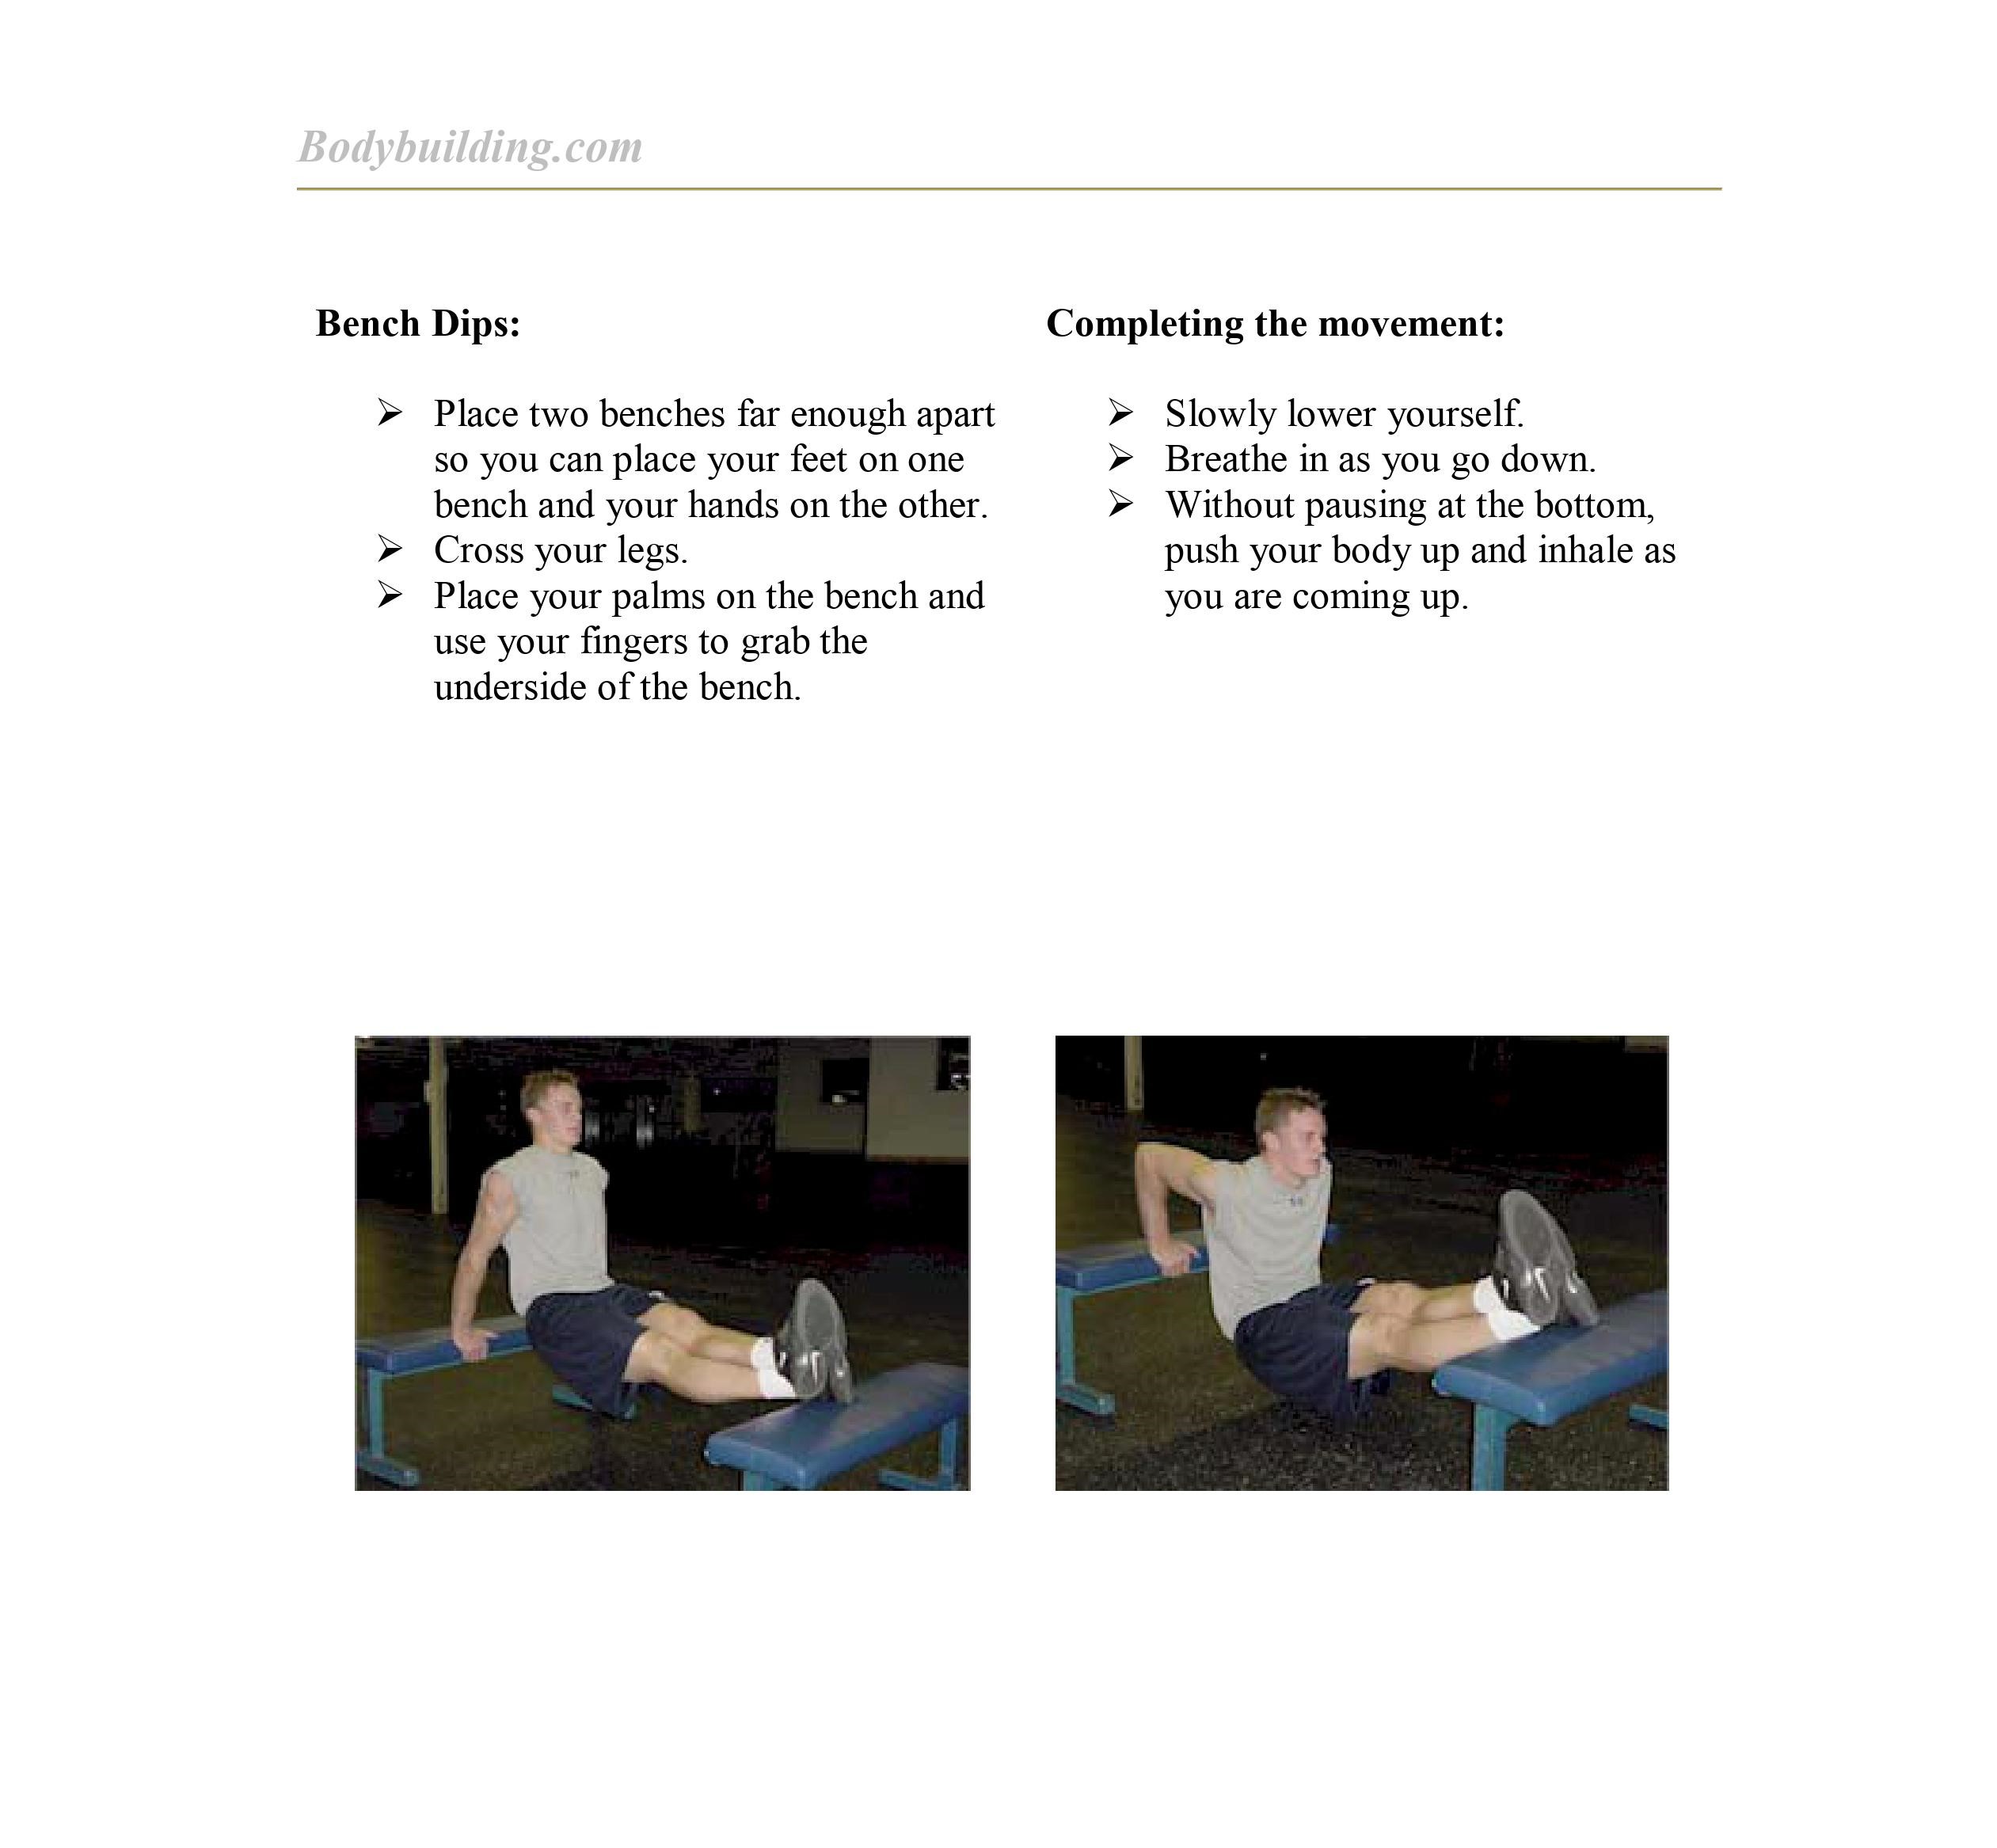 Bodybuilding.com
Bench Dips:
➢ Place two benches far enough apart
so you can place your feet on one
bench and your hands on the other.
➢ Cross your legs.
➢ Place your palms on the bench and
use your fingers to grab the
underside of the bench.
Completing the movement:
➢ Slowly lower yourself.
➢ Breathe in as you go down.
➢ Without pausing at the bottom,
push your body up and inhale as
you are coming up.